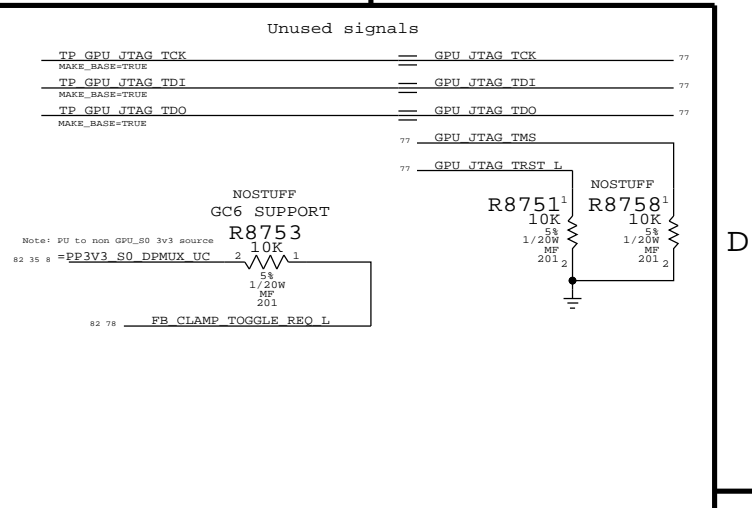 Unused signals
TP_GPU_JTAG_TCK
MAKE_BASE=TRUE
GPU_JTAG_TCK
77
TP_GPU_JTAG_TDI
MAKE_BASE=TRUE
GPU_JTAG_TDI
77
TP_GPU_JTAG_TDO
MAKE_BASE=TRUE
GPU_JTAG_TDO
77
77 GPU_JTAG_TMS
77 GPU_JTAG_TRST_L
NOSTUFF
GC6 SUPPORT
R8753
10K
2 1
5%
1/20W
MF
201
Note: PU to non GPU_S0 3v3 source
82 35 8 =PP3V3_S0_DPMUX_UC
82 78 FB_CLAMP_TOGGLE_REQ_L
R8751
1
10K
5%
1/20W
MF
201
2
NOSTUFF
R8758
1
10K
5%
1/20W
MF
201
2
D